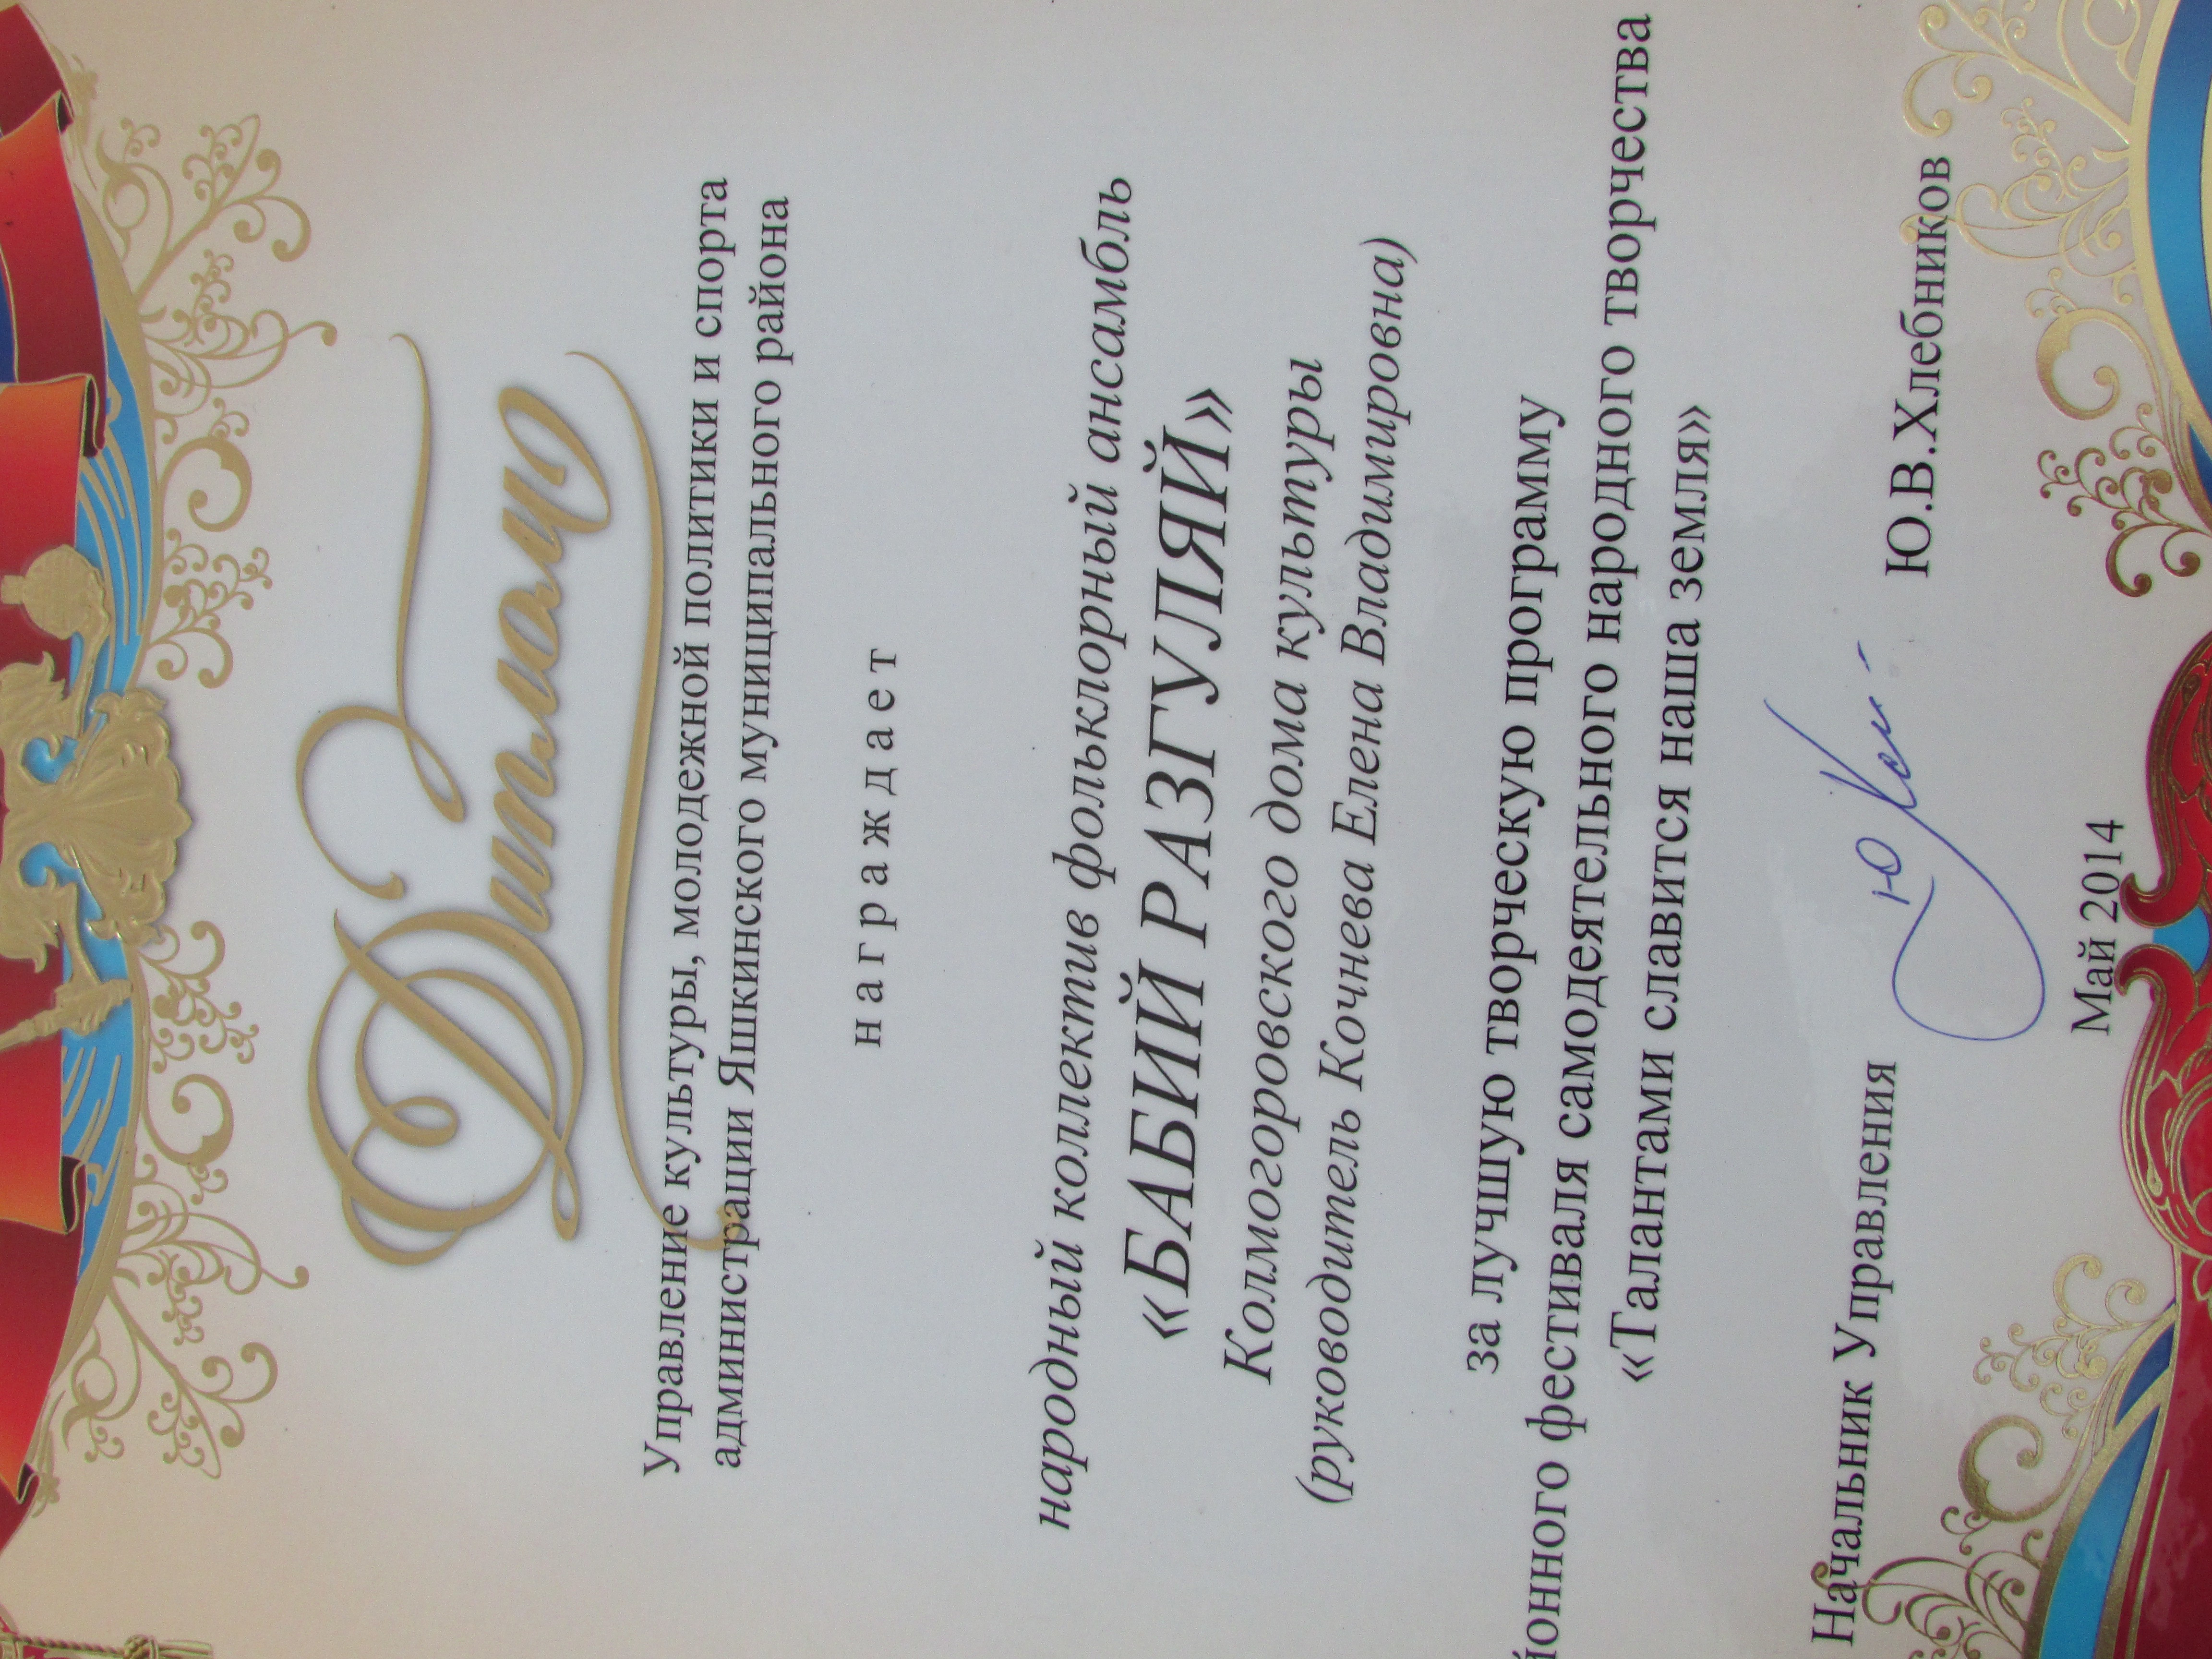 Диплом
Управление культуры, молодежной политики и спорта
администрации Яшкинского муниципального района
награждает
народный коллектив фольклорный ансамбль
«БАБИЙ РАЗГУЛЯЙ»
Колмогоровского дома культуры
(руководитель Кочнева Елена Владимировна)
за лучшую творческую программу
йонного фестиваля самодеятельного народного творчества
«Талантами славится наша земля»
Начальник Управления Ю.В.Хлебников
Май 2014